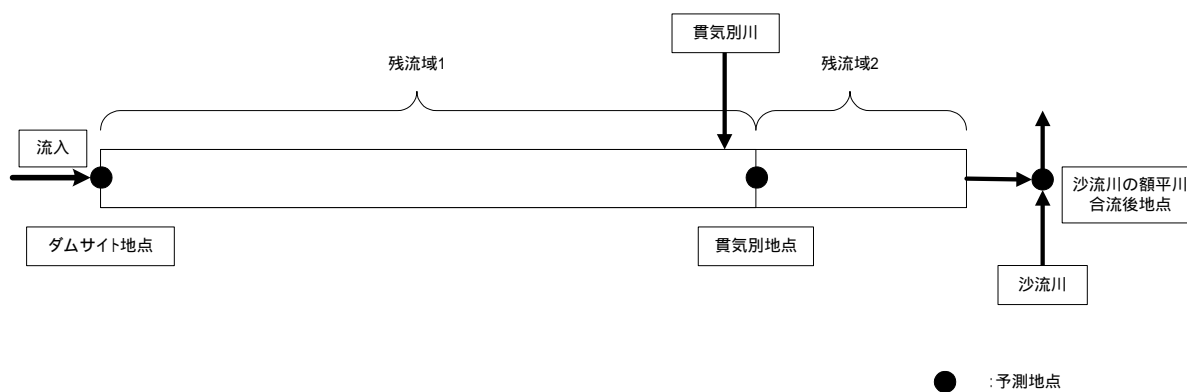 貫気別川
残流域1
残流域2
流入
沙流川の額平川
合流後地点
ダムサイト地点
貫気別地点
沙流川
:予測地点